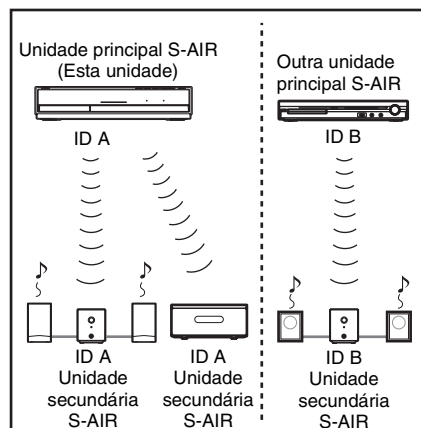 Unidade principal S-AIR
(Esta unidade)
ID A
Outra unidade
principal S-AIR
ID B
ID A
Unidade
secundária
S-AIR
ID A
Unidade
secundária
S-AIR
ID B
Unidade
secundária
S-AIR